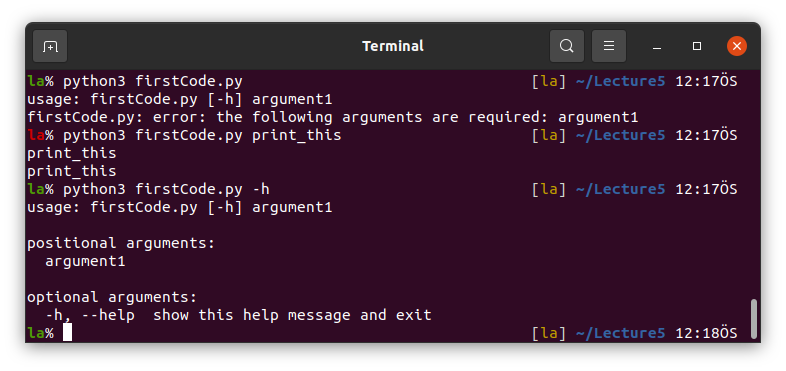 Terminal
la% python3 firstCode.py [la] ~/Lecture5 12:17ÖS
usage: firstCode.py [-h] argument1
firstCode.py: error: the following arguments are required: argument1
la% python3 firstCode.py print_this [la] ~/Lecture5 12:17ÖS
print_this
print_this
la% python3 firstCode.py -h [la] ~/Lecture5 12:17ÖS
usage: firstCode.py [-h] argument1
positional arguments:
  argument1
optional arguments:
  -h, --help  show this help message and exit
la% [la] ~/Lecture5 12:18ÖS